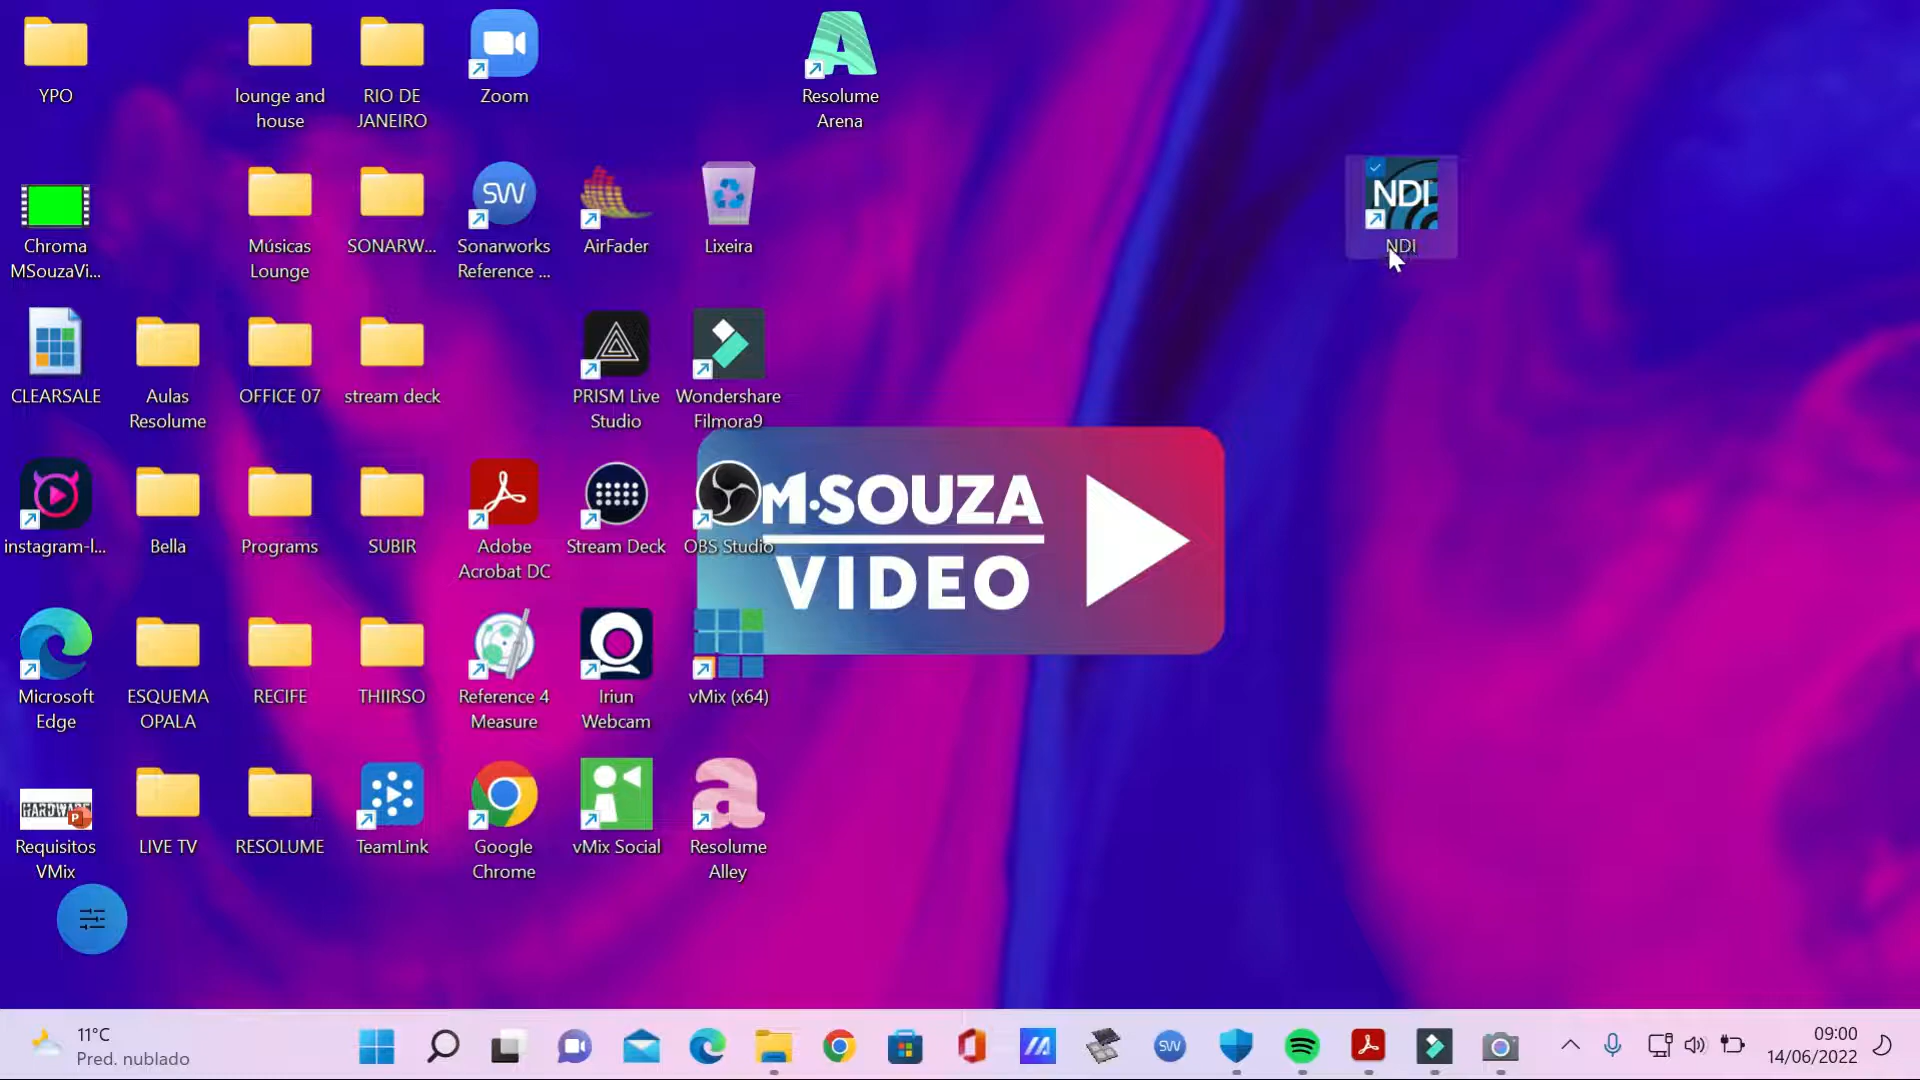 YPO
lounge and
house
RIO DE
JANEIRO
Zoom
Resolume
Arena
Chroma
MSouzaVi...
Músicas
Lounge
SONARW...
SW
Sonarworks
Reference ...
AirFader
Lixeira
NDI
NDI
CLEARSALE
Aulas
Resolume
OFFICE 07
stream deck
PRISM Live
Studio
Wondershare
Filmora9
instagram-l...
Bella
Programs
SUBIR
Adobe
Acrobat DC
Stream Deck
OBS Studio
M·SOUZA
VIDEO
Microsoft
Edge
ESQUEMA
OPALA
RECIFE
THIIRSO
Reference 4
Measure
Iriun
Webcam
vMix (x64)
HARDWARE
P
Requisitos
VMix
LIVE TV
RESOLUME
TeamLink
Google
Chrome
vMix Social
a
Resolume
Alley
11°C
Pred. nublado
SW
09:00
14/06/2022